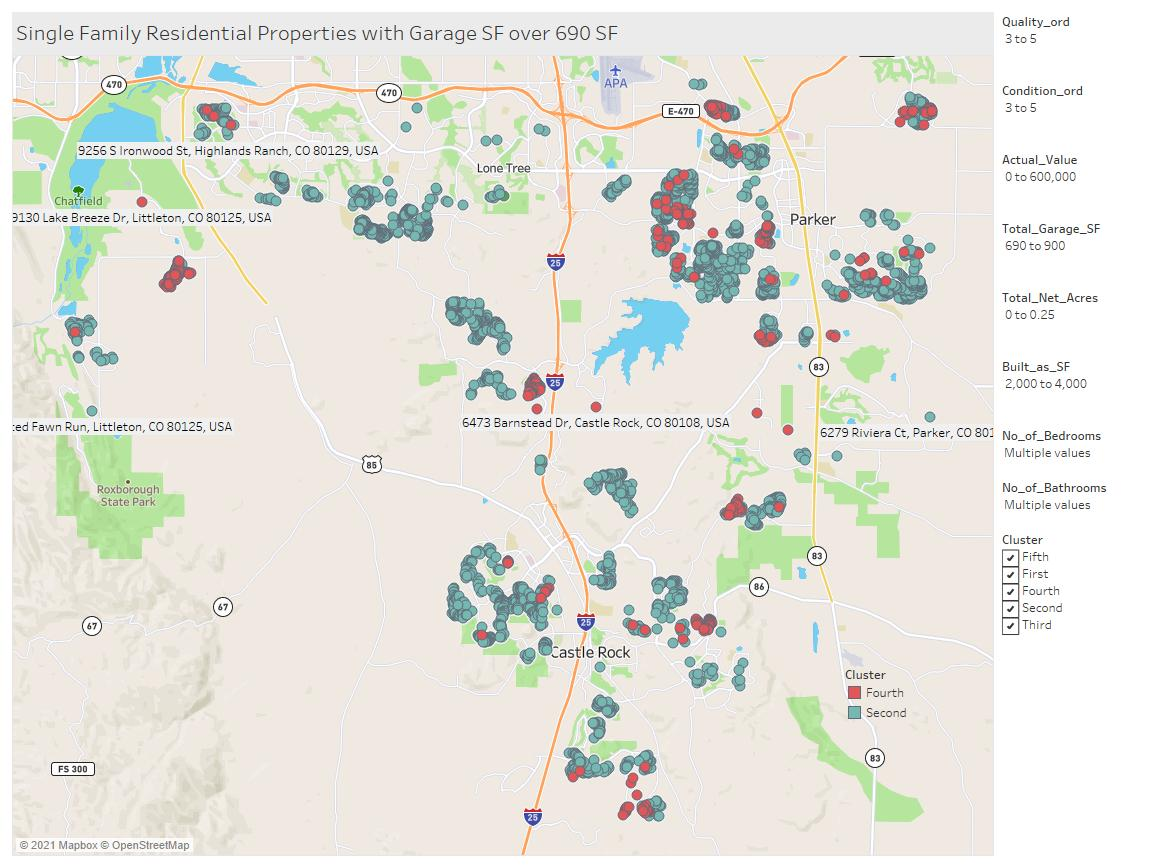 Single Family Residential Properties with Garage SF over 690 SF
470
470
APA
E-470
9256 S Ironwood St, Highlands Ranch, CO 80129, USA
Lone Tree
Chatfield
9130 Lake Breeze Dr, Littleton, CO 80125, USA
Parker
25
25
83
ted Fawn Run, Littleton, CO 80125, USA
6473 Barnstead Dr, Castle Rock, CO 80108, USA
6279 Riviera Ct, Parker, CO 801
85
Roxborough
State Park
83
86
67
67
25
Castle Rock
Cluster
Fourth
Second
FS 300
83
25
© 2021 Mapbox © OpenStreetMap
Quality_ord
3 to 5
Condition_ord
3 to 5
Actual_Value
0 to 600,000
Total_Garage_SF
690 to 900
Total_Net_Acres
0 to 0.25
Built_as_SF
2,000 to 4,000
No_of_Bedrooms
Multiple values
No_of_Bathrooms
Multiple values
Cluster
Fifth
First
Fourth
Second
Third